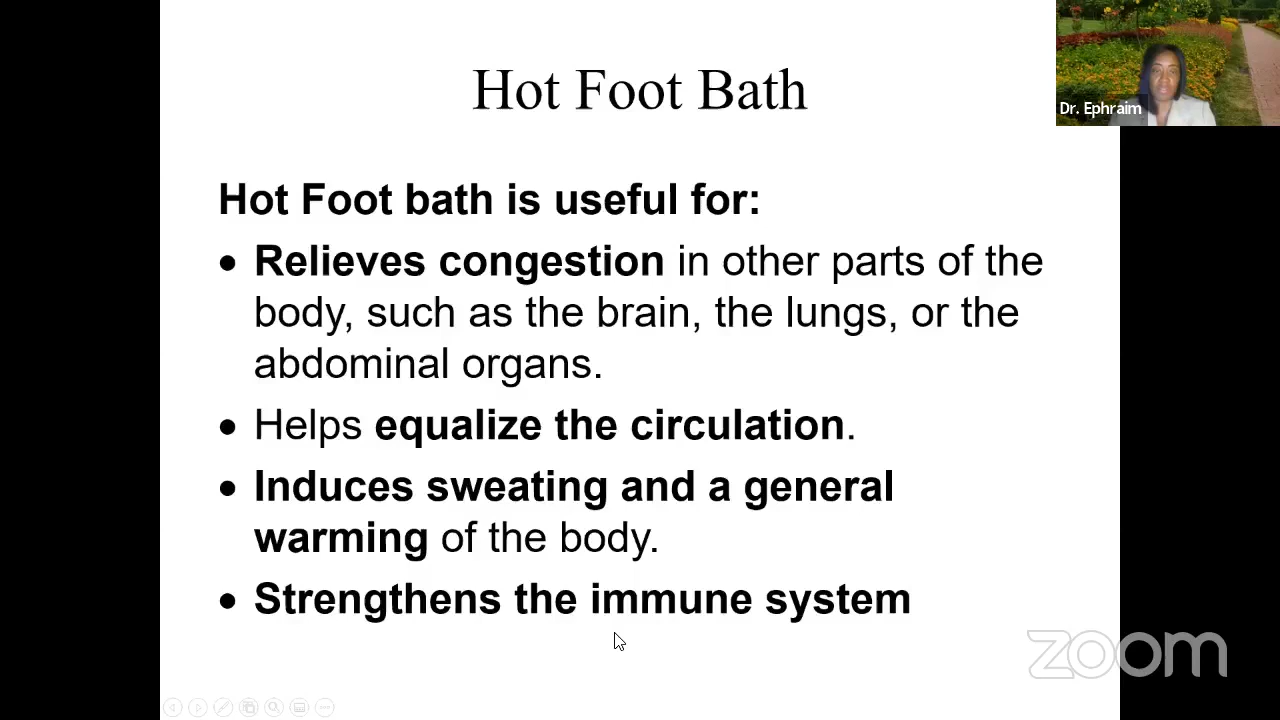 Hot Foot Bath
Dr. Ephraim
Hot Foot bath is useful for:
• Relieves congestion in other parts of the
body, such as the brain, the lungs, or the
abdominal organs.
• Helps equalize the circulation.
• Induces sweating and a general
warming of the body.
• Strengthens the immune system
zoom